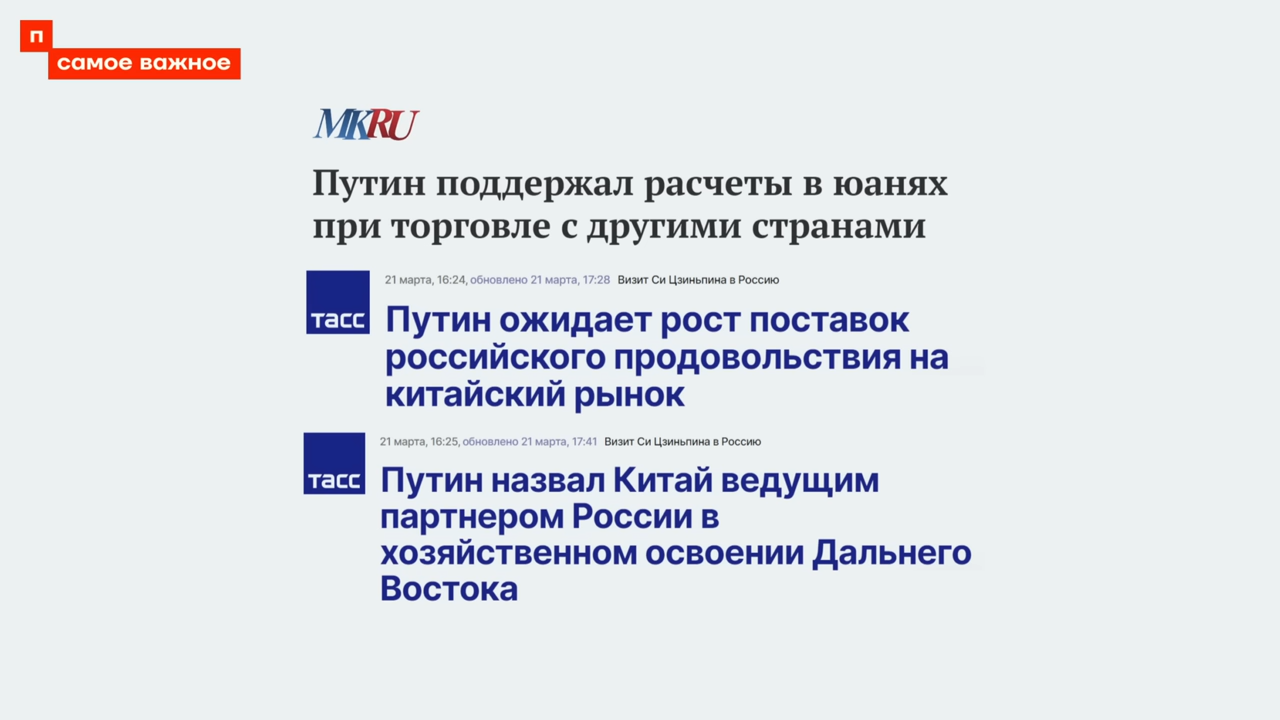 п
самое важное
MKRU
Путин поддержал расчеты в юанях
при торговле с другими странами
21 марта, 16:24, обновлено 21 марта, 17:28 Визит Си Цзиньпина в Россию
тасс
Путин ожидает рост поставок
российского продовольствия на
китайский рынок
21 марта, 16:25, обновлено 21 марта, 17:41 Визит Си Цзиньпина в Россию
тасс
Путин назвал Китай ведущим
партнером России в
хозяйственном освоении Дальнего
Востока